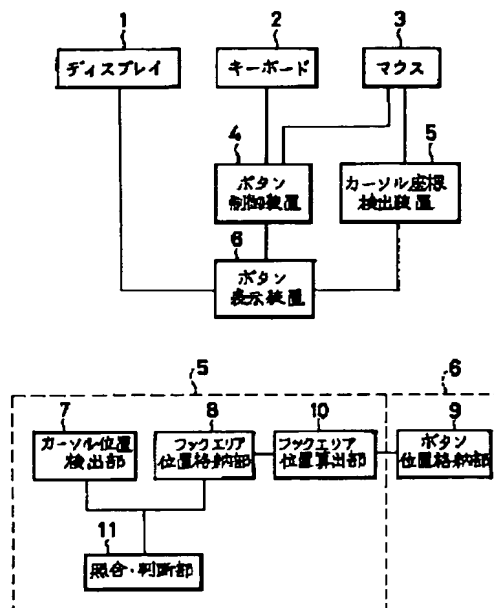 1
2
3
ディスプレイ
キーボード
マウス
4
5
ボタン
制御装置
カーソル座標
検出装置
6
ボタン
表示装置
5
6
7
8
10
9
カーソル位置
検出部
フックエリア
位置格納部
フックエリア
位置算出部
ボタン
位置格納部
11
照合・判断部